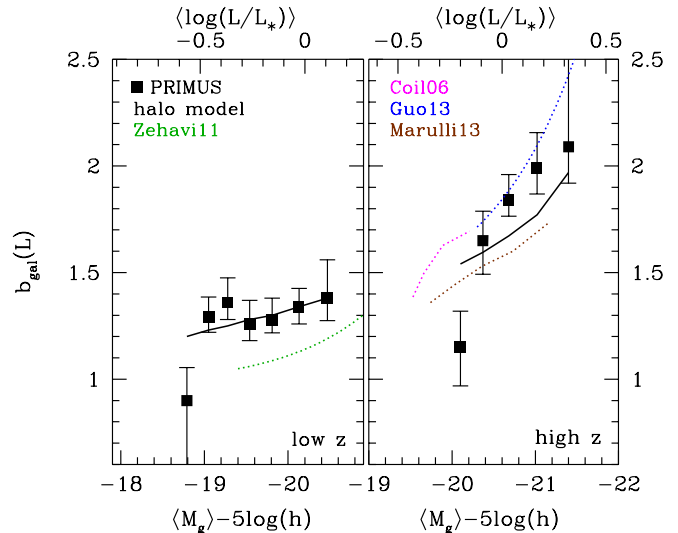 ⟨log(L/L*)⟩ ⟨log(L/L*)⟩
−0.5 0 −0.5 0 0.5
2.5 2.5
■ PRIMUS Coil06
halo model Guo13
Zehavi11 Marulli13
2 2
b_gal(L)
1.5 1.5
1 1
low z high z
−18 −19 −20 −19 −20 −21 −22
⟨M_g⟩−5log(h) ⟨M_g⟩−5log(h)